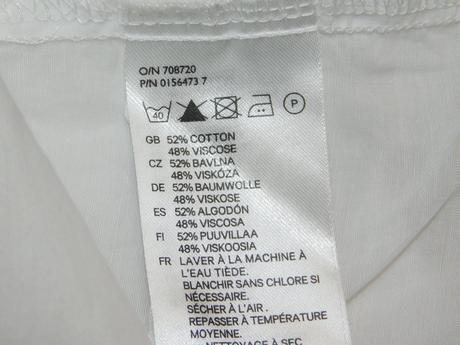 O/N 708720
P/N 0156473 7
40 P
GB 52% COTTON
48% VISCOSE
CZ 52% BAVLNA
48% VISKÓZA
DE 52% BAUMWOLLE
48% VISKOSE
ES 52% ALGODÓN
48% VISCOSA
FI 52% PUUVILLAA
48% VISKOOSIA
FR LAVER À LA MACHINE À
L'EAU TIÈDE.
BLANCHIR SANS CHLORE SI
NÉCESSAIRE.
SÉCHER À L'AIR.
REPASSER À TEMPÉRATURE
MOYENNE.
NETTOYAGE À SEC